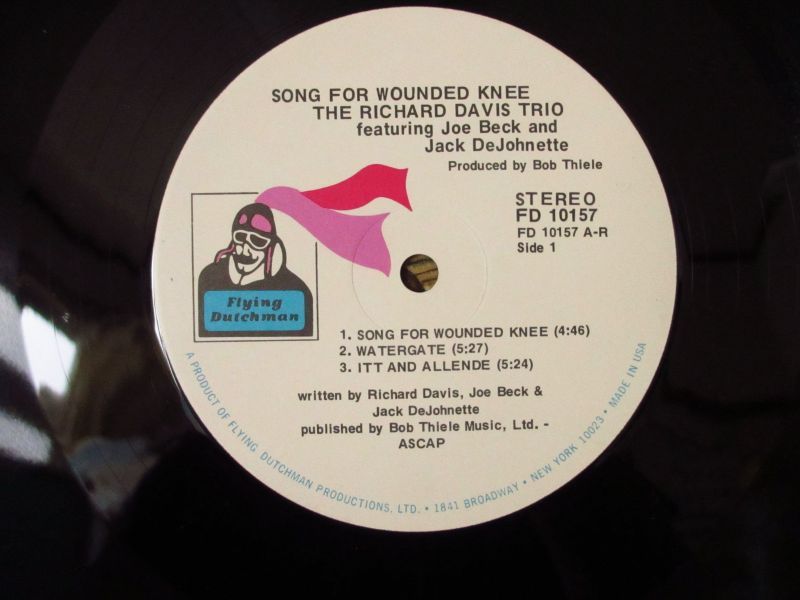 SONG FOR WOUNDED KNEE
THE RICHARD DAVIS TRIO
featuring Joe Beck and
Jack DeJohnette
Produced by Bob Thiele
STEREO
FD 10157
FD 10157 A-R
Side 1
Flying
Dutchman
1. SONG FOR WOUNDED KNEE (4:46)
2. WATERGATE (5:27)
3. ITT AND ALLENDE (5:24)
written by Richard Davis, Joe Beck &
Jack DeJohnette
published by Bob Thiele Music, Ltd. -
ASCAP
A PRODUCT OF FLYING DUTCHMAN PRODUCTIONS, LTD. • 1841 BROADWAY • NEW YORK 10023 • MADE IN USA